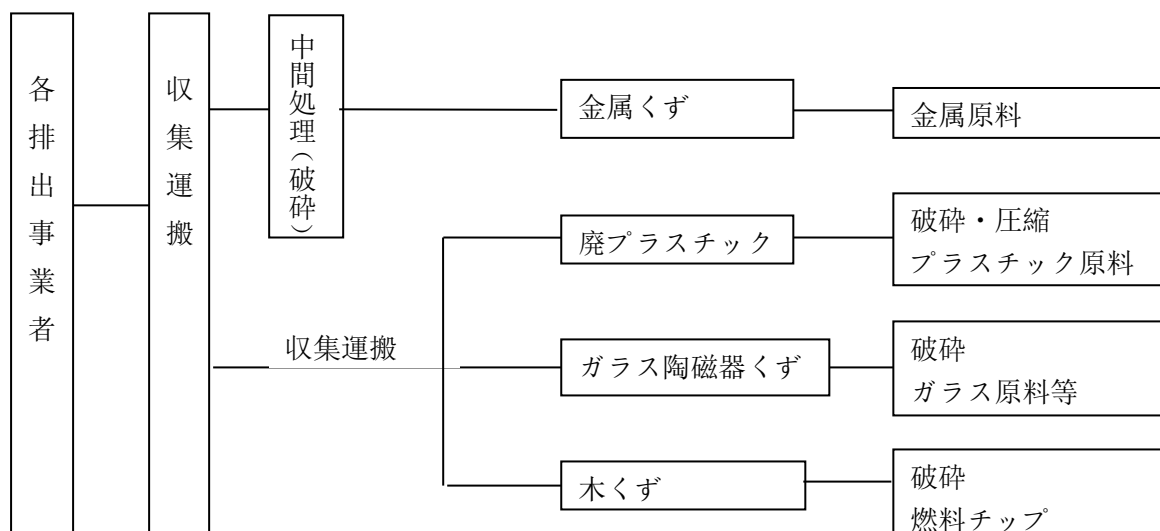 各排出事業者
収集運搬
中間処理（破砕）
金属くず
金属原料
廃プラスチック
破砕・圧縮
プラスチック原料
収集運搬
ガラス陶磁器くず
破砕
ガラス原料等
木くず
破砕
燃料チップ